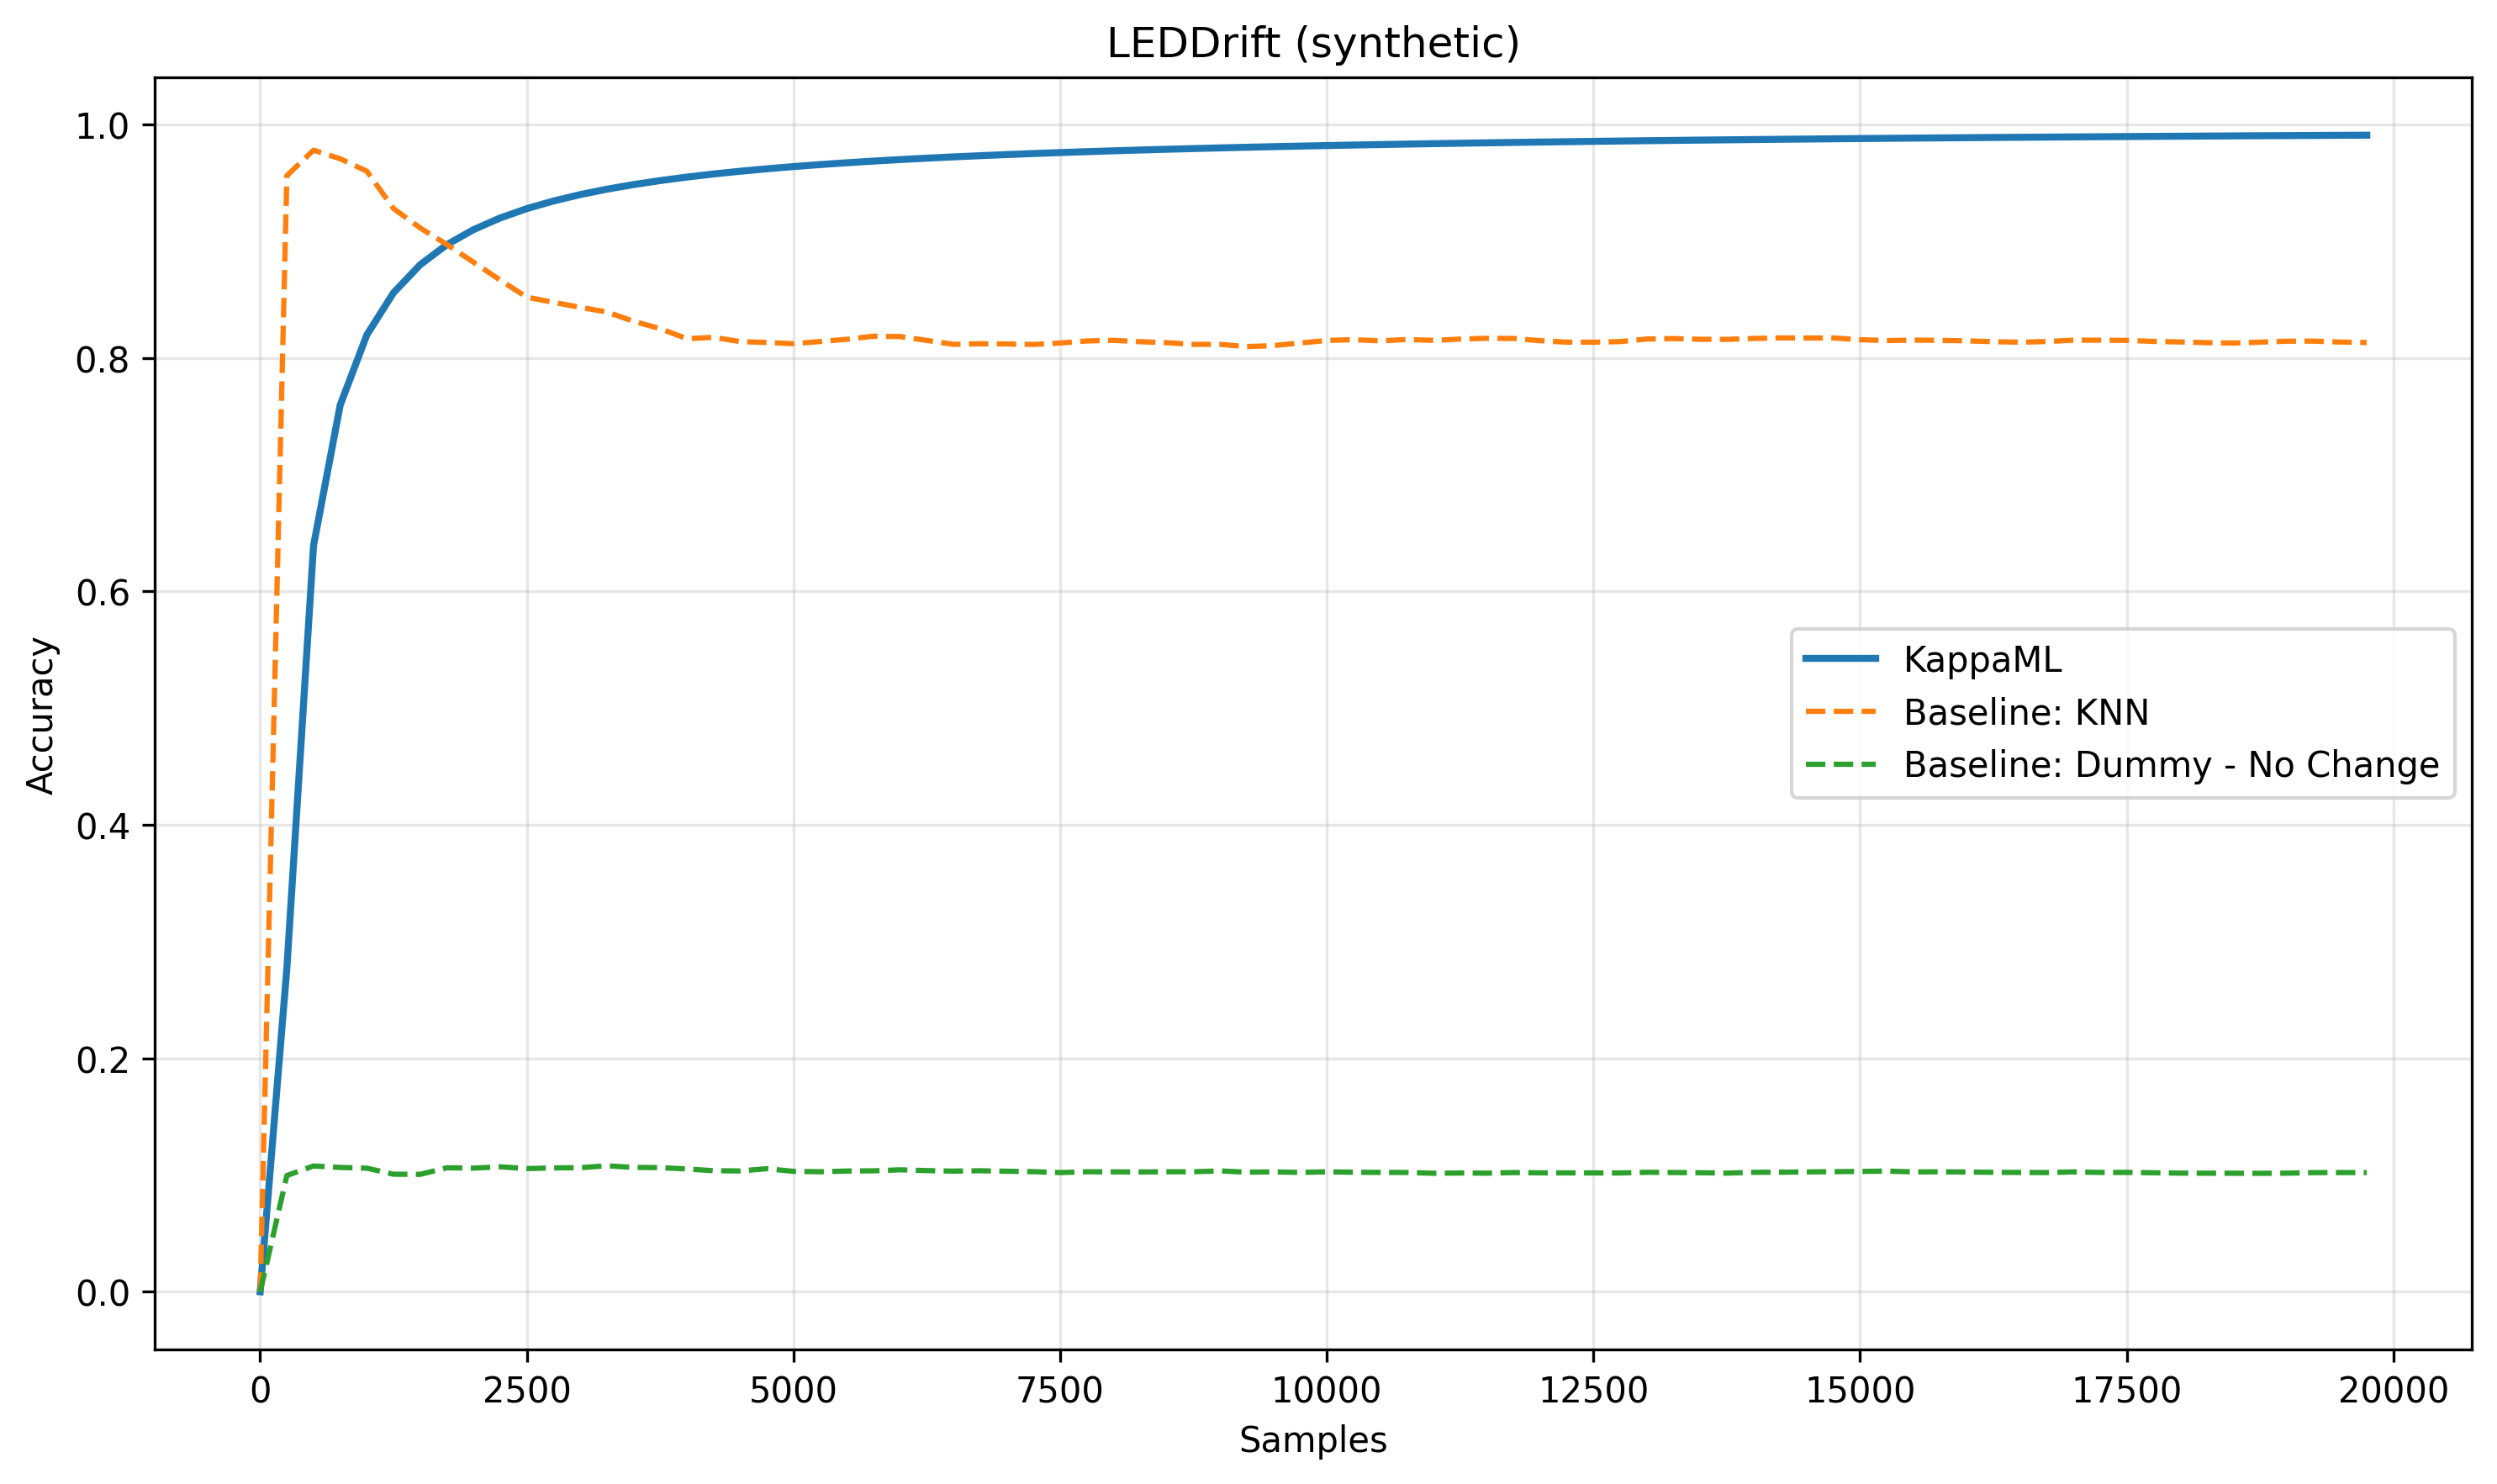 LEDDrift (synthetic)
Accuracy
1.0
0.8
0.6
0.4
0.2
0.0
KappaML
Baseline: KNN
Baseline: Dummy - No Change
0 2500 5000 7500 10000 12500 15000 17500 20000
Samples